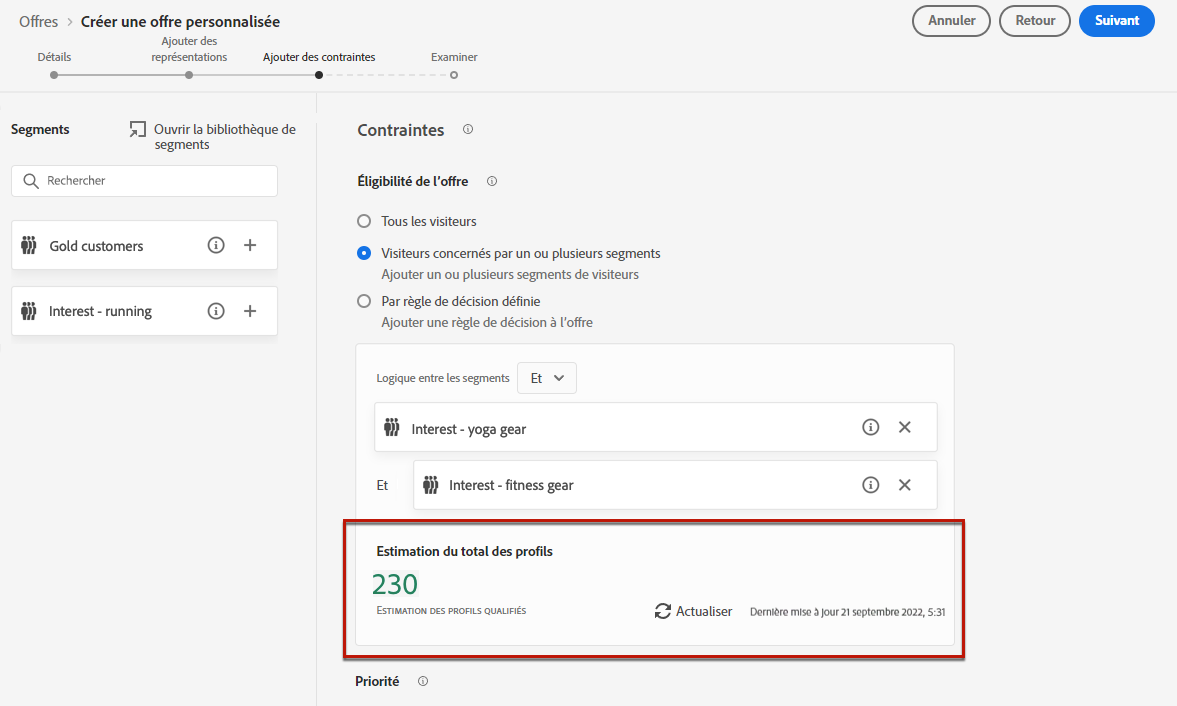 Offres > Créer une offre personnalisée
Annuler
Retour
Suivant
Détails
Ajouter des
représentations
Ajouter des contraintes
Examiner
Segments
Ouvrir la bibliothèque de
segments
Rechercher
Gold customers
Interest - running
Contraintes
Éligibilité de l'offre
Tous les visiteurs
Visiteurs concernés par un ou plusieurs segments
Ajouter un ou plusieurs segments de visiteurs
Par règle de décision définie
Ajouter une règle de décision à l'offre
Logique entre les segments
Et
Interest - yoga gear
Et
Interest - fitness gear
Estimation du total des profils
230
ESTIMATION DES PROFILS QUALIFIÉS
Actualiser
Dernière mise à jour 21 septembre 2022, 5:31
Priorité